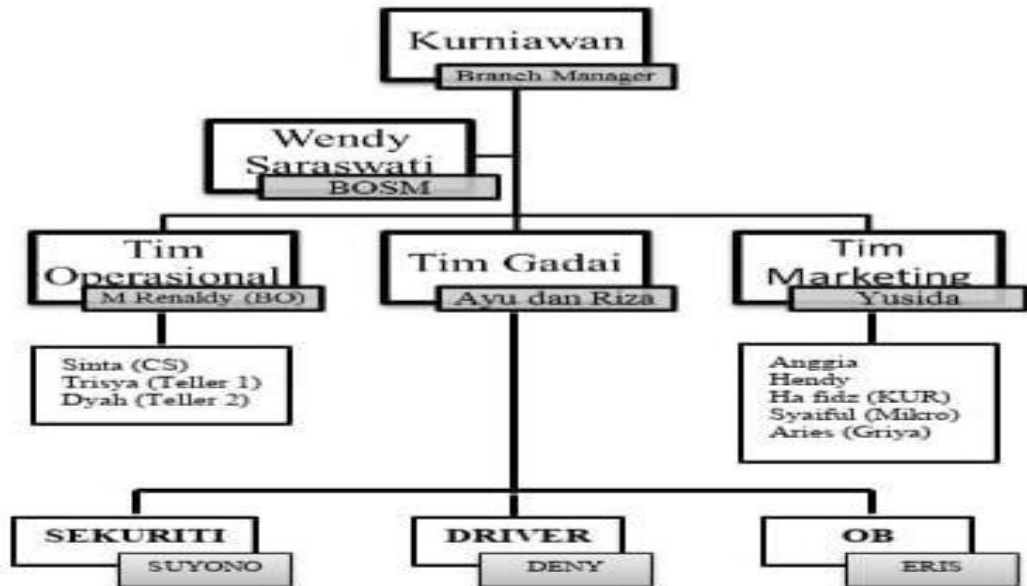 Kurniawan
Branch Manager
Wendy
Saraswati
BOSM
Tim
Operasional
M Renaldy (BO)
Tim Gadai
Ayu dan Riza
Tim
Marketing
Yusida
Sinta (CS)
Trisya (Teller 1)
Dyah (Teller 2)
Anggia
Hendy
Ha fidz (KUR)
Syaiful (Mikro)
Aries (Griya)
SEKURITI
SUYONO
DRIVER
DENY
OB
ERIS